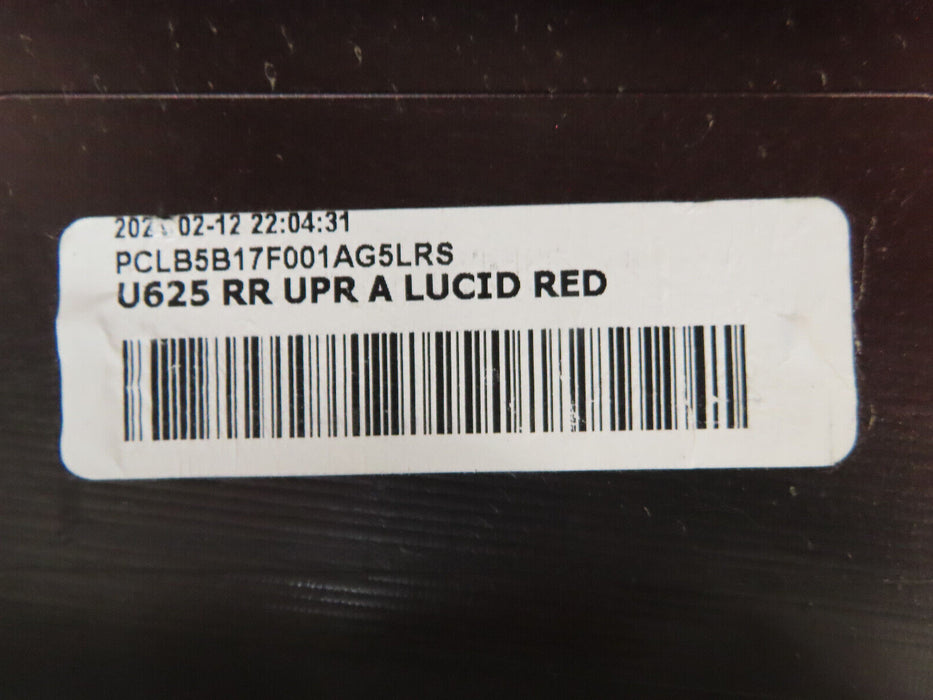 02-12 22:04:31
PCLB5B17F001AG5LRS
U625 RR UPR A LUCID RED